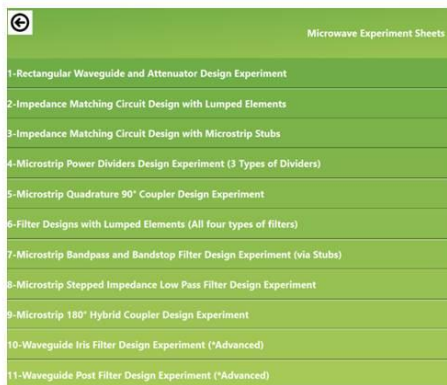 Microwave Experiment Sheets
1-Rectangular Waveguide and Attenuator Design Experiment
2-Impedance Matching Circuit Design with Lumped Elements
3-Impedance Matching Circuit Design with Microstrip Stubs
4-Microstrip Power Dividers Design Experiment (3 Types of Dividers)
5-Microstrip Quadrature 90° Coupler Design Experiment
6-Filter Designs with Lumped Elements (All four types of filters)
7-Microstrip Bandpass and Bandstop Filter Design Experiment (via Stubs)
8-Microstrip Stepped Impedance Low Pass Filter Design Experiment
9-Microstrip 180° Hybrid Coupler Design Experiment
10-Waveguide Iris Filter Design Experiment (*Advanced)
11-Waveguide Post Filter Design Experiment (*Advanced)